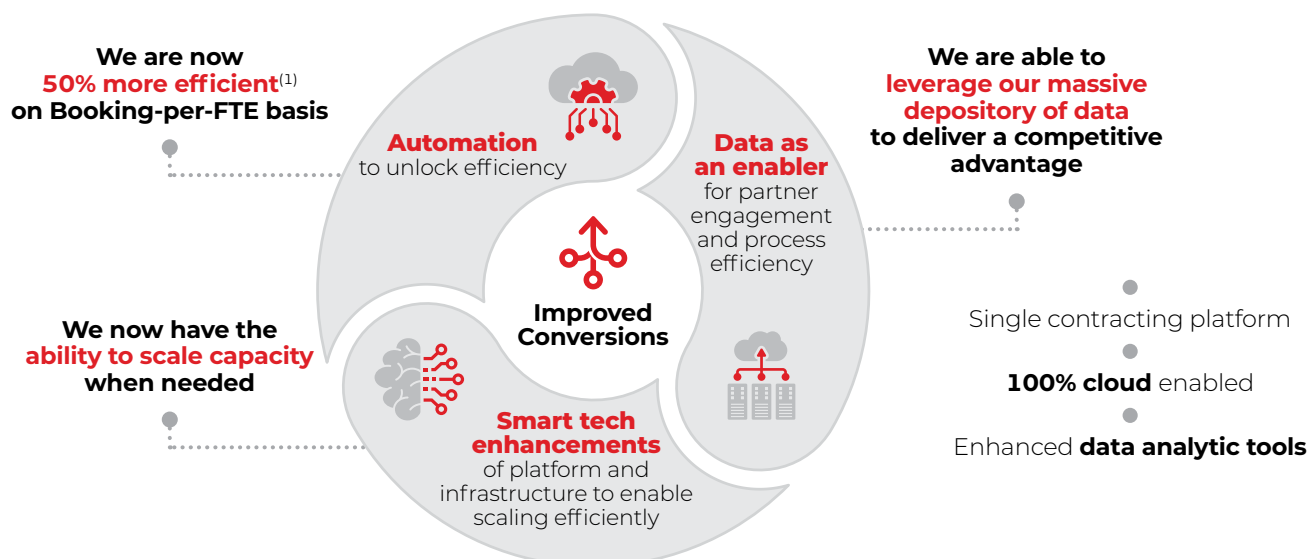 We are now
50% more efficient(1)
on Booking-per-FTE basis
Automation
to unlock efficiency
Data as
an enabler
for partner
engagement
and process
efficiency
We are able to
leverage our massive
depository of data
to deliver a competitive
advantage
Improved
Conversions
We now have the
ability to scale capacity
when needed
Smart tech
enhancements
of platform and
infrastructure to enable
scaling efficiently
Single contracting platform
100% cloud enabled
Enhanced data analytic tools